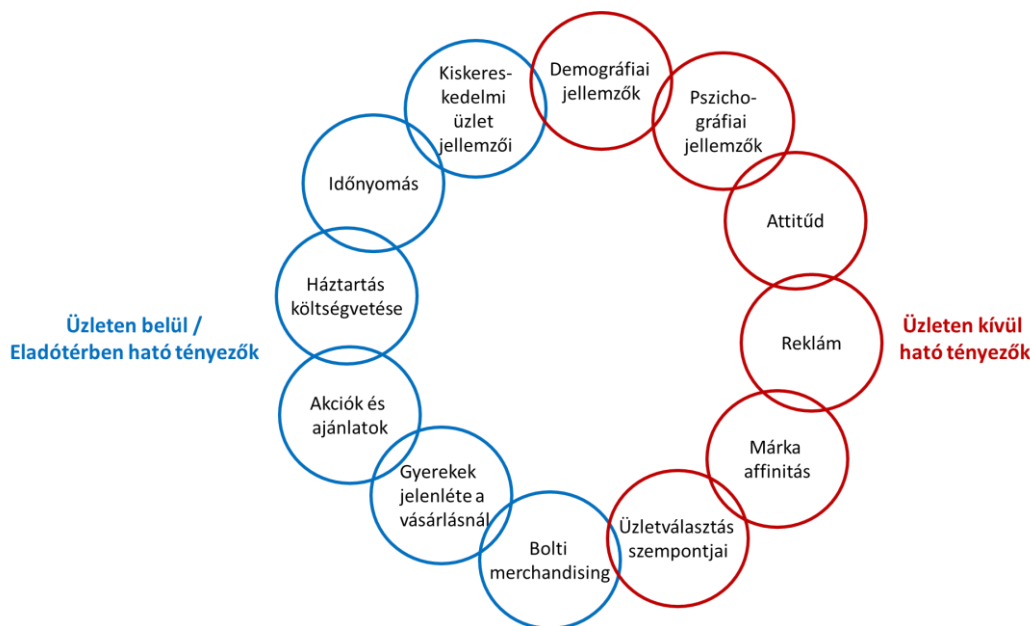 Kiskeres-
kedelmi
üzlet
jellemzői
Demográfiai
jellemzők
Pszicho-
gráfiai
jellemzők
Időnyomás
Attitűd
Háztartás
költségvetése
Üzleten belül /
Eladótérben ható tényezők
Reklám
Üzleten kívül
ható tényezők
Akciók és
ajánlatok
Márka
affinitás
Gyerekek
jelenléte a
vásárlásnál
Üzletválasztás
szempontjai
Bolti
merchandising